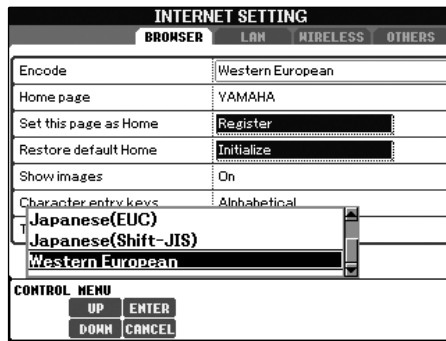 INTERNET SETTING
BROWSER LAN WIRELESS OTHERS
Encode Western European
Home page YAMAHA
Set this page as Home Register
Restore default Home Initialize
Show images On
Character entry keys Alphabetical
T
Japanese(EUC)
Japanese(Shift-JIS)
Western European
CONTROL MENU
UP ENTER
DOWN CANCEL